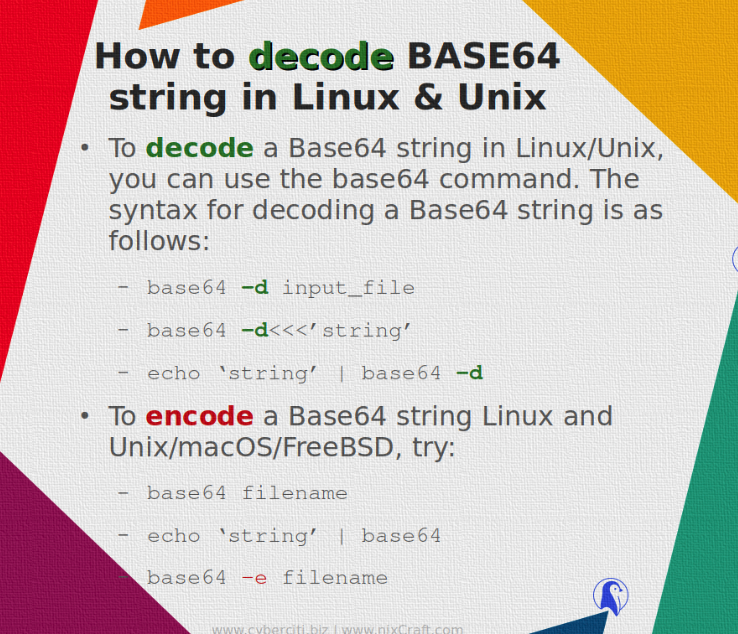 How to decode BASE64
string in Linux & Unix
• To decode a Base64 string in Linux/Unix,
you can use the base64 command. The
syntax for decoding a Base64 string is as
follows:
– base64 –d input_file
– base64 –d<<<’string’
– echo ‘string’ | base64 –d
• To encode a Base64 string Linux and
Unix/macOS/FreeBSD, try:
– base64 filename
– echo ‘string’ | base64
– base64 –e filename
www.cyberciti.biz | www.nixCraft.com